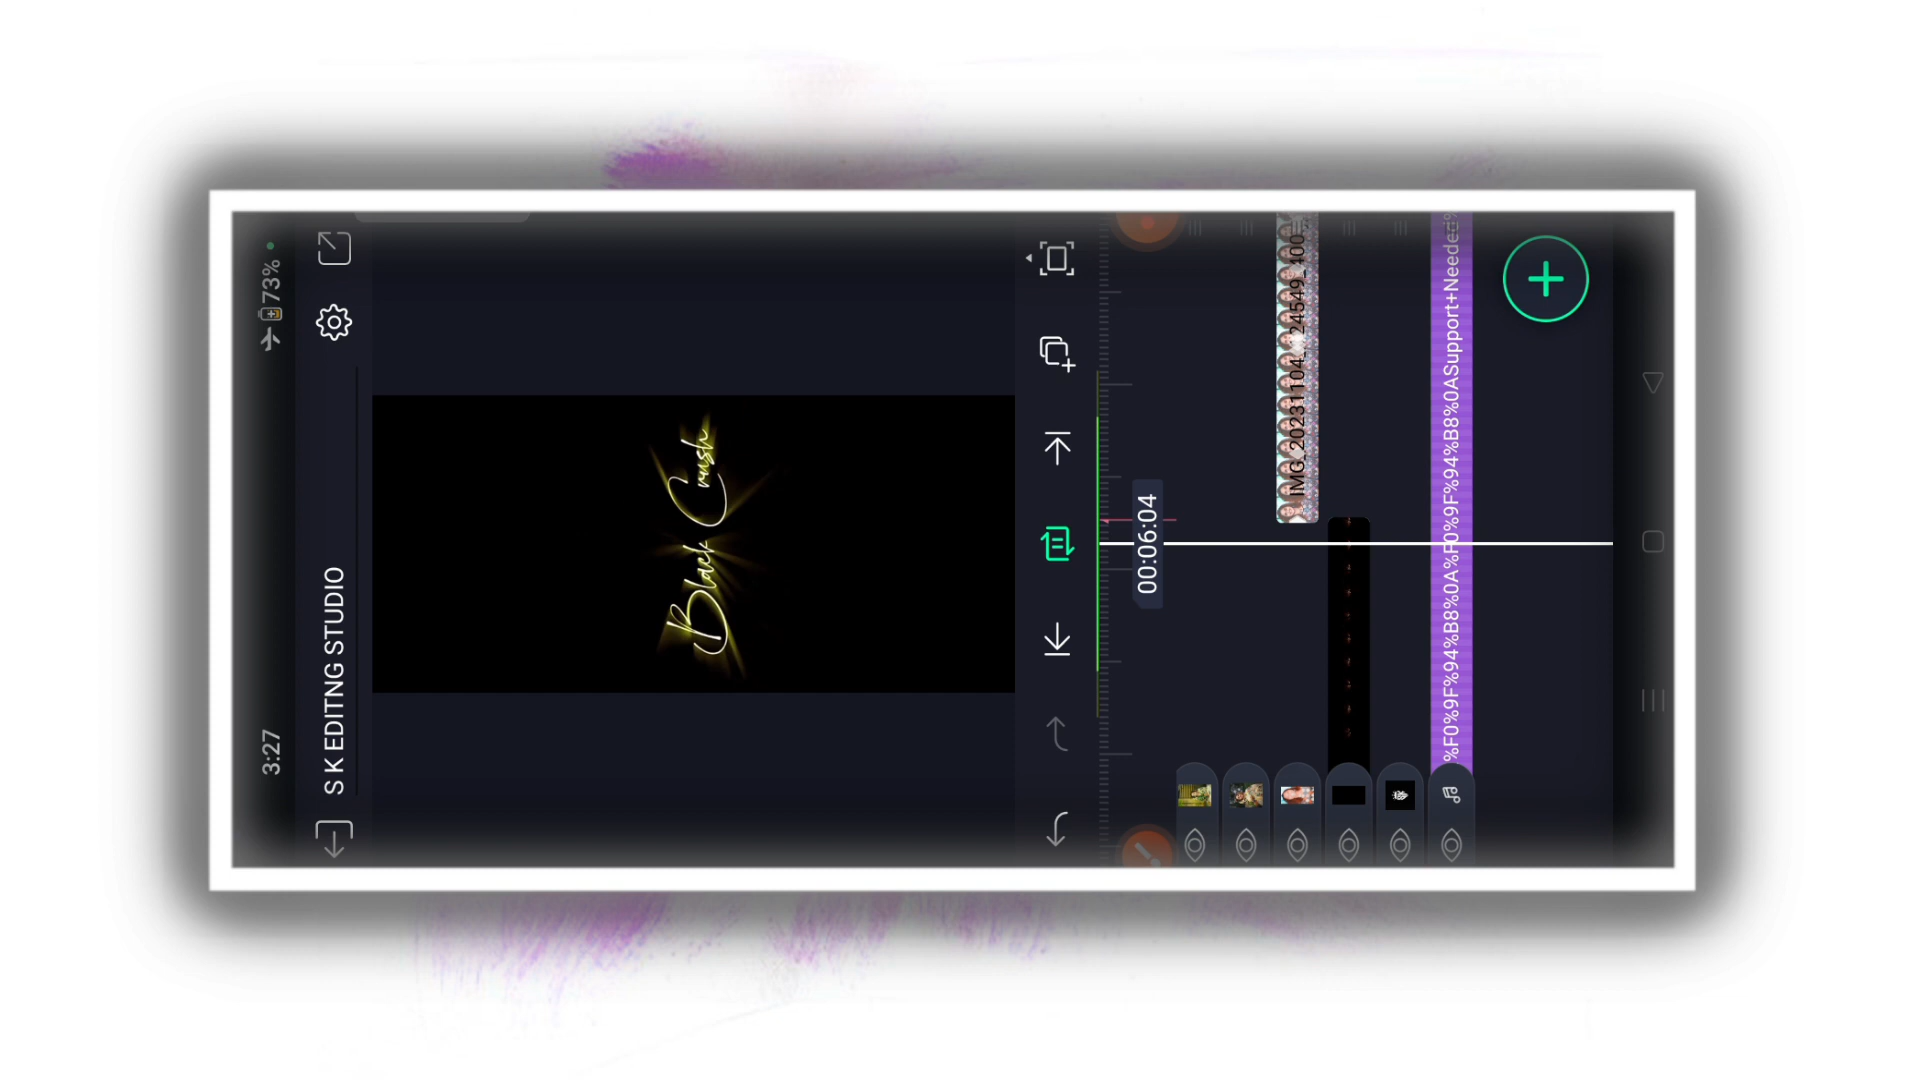 3:27
73%
S K EDITNG STUDIO
Black Crush
00:06:04
IMG_20231104_124549_400
%F0%9F%94%B8%0A%F0%9F%94%B8%0ASupport+Needed%